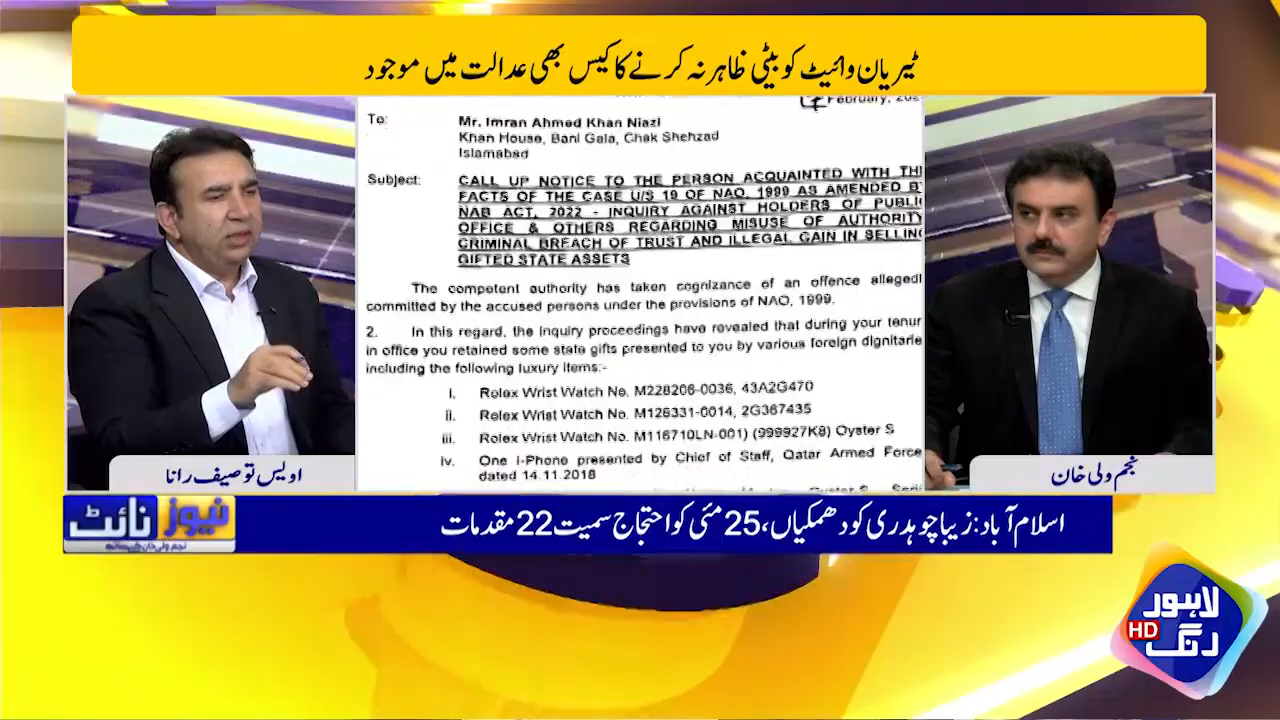 ٹیریان وائیٹ کو بیٹی ظاہر نہ کرنے کا کیس بھی عدالت میں موجود
February, 202
To: Mr. Imran Ahmed Khan Niazi
Khan House, Bani Gala, Chak Shehzad
Islamabad
Subject: CALL UP NOTICE TO THE PERSON ACQUAINTED WITH THE
FACTS OF THE CASE U/S 19 OF NAO, 1999 AS AMENDED BY
NAB ACT, 2022 - INQUIRY AGAINST HOLDERS OF PUBLIC
OFFICE & OTHERS REGARDING MISUSE OF AUTHORITY
CRIMINAL BREACH OF TRUST AND ILLEGAL GAIN IN SELLING
GIFTED STATE ASSETS
The competent authority has taken cognizance of an offence allegedl
committed by the accused persons under the provisions of NAO, 1999.
2. In this regard, the inquiry proceedings have revealed that during your tenur
in office you retained some state gifts presented to you by various foreign dignitarie
including the following luxury items:-
i. Rolex Wrist Watch No. M228206-0036, 43A2G470
ii. Rolex Wrist Watch No. M126331-0014, 2G367435
iii. Rolex Wrist Watch No. M116710LN-001) (999927K8) Oyster S
iv. One i-Phone presented by Chief of Staff, Qatar Armed Force
dated 14.11.2018
اویس توصیف رانا
نجم ولی خان
نیوز نائٹ
نجم ولی خان کے ساتھ
اسلام آباد: زیبا چوہدری کو دھمکیاں، 25 مئی کو احتجاج سمیت 22 مقدمات
لاہور
رنگ
HD